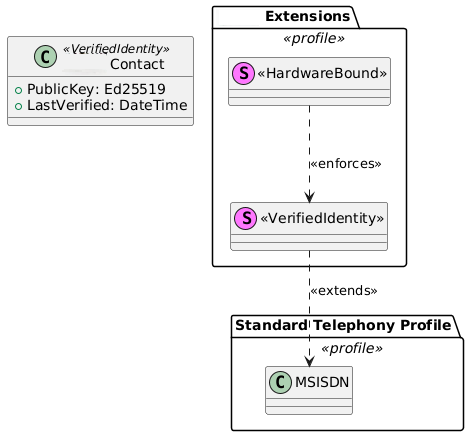 Extensions
«profile»
S «HardwareBound»
«enforces»
S «VerifiedIdentity»
C «VerifiedIdentity»
Contact
PublicKey: Ed25519
LastVerified: DateTime
«extends»
Standard Telephony Profile
«profile»
C MSISDN